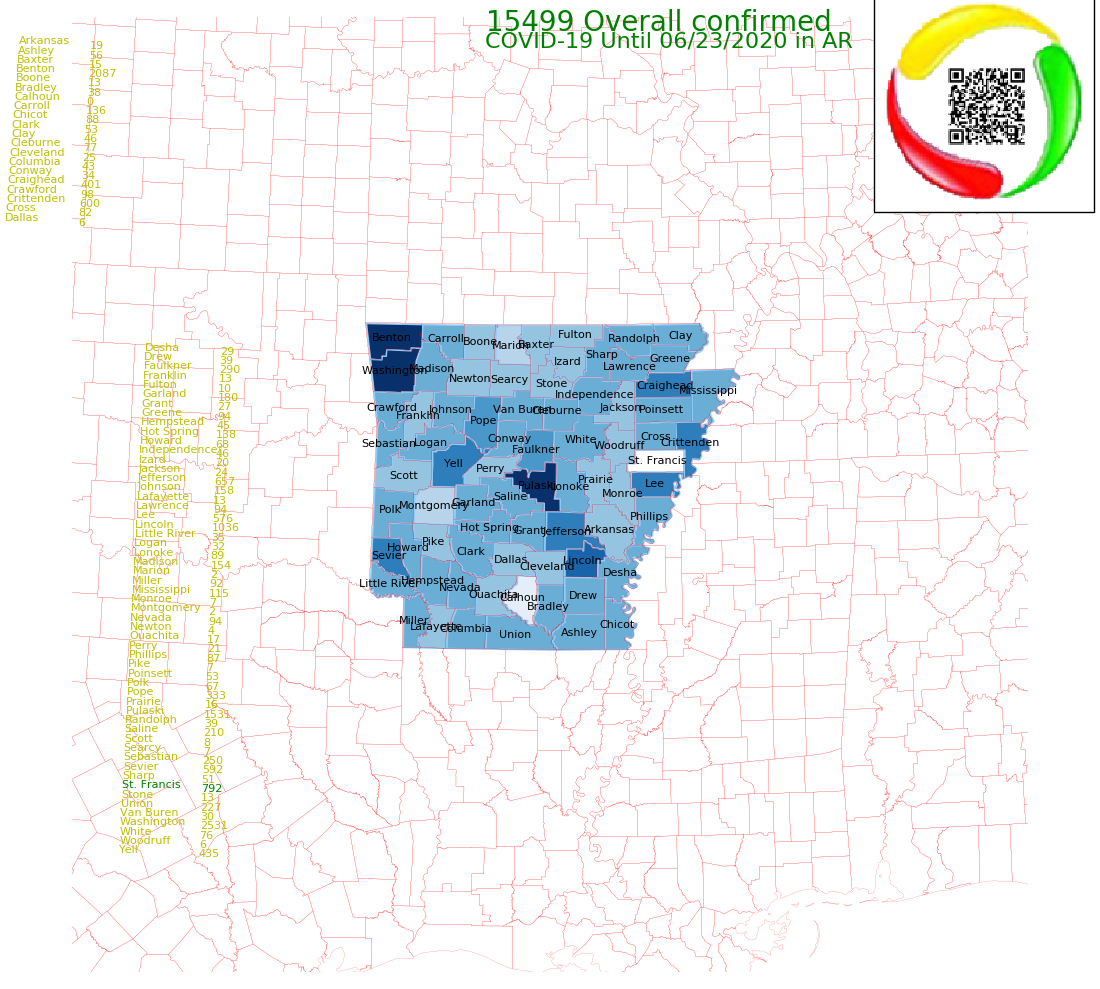 15499 Overall confirmed
COVID-19 Until 06/23/2020 in AR
Arkansas 19
Ashley 56
Baxter 15
Benton 2087
Boone 13
Bradley 38
Calhoun 0
Carroll 136
Chicot 88
Clark 53
Clay 46
Cleburne 77
Cleveland 25
Columbia 43
Conway 34
Craighead 401
Crawford 98
Crittenden 600
Cross 82
Dallas 6
Desha 29
Drew 39
Faulkner 290
Franklin 13
Fulton 10
Garland 180
Grant 27
Greene 94
Hempstead 45
Hot Spring 138
Howard 68
Independence 46
Izard 20
Jackson 24
Jefferson 657
Johnson 158
Lafayette 13
Lawrence 94
Lee 576
Lincoln 1036
Little River 35
Logan 32
Lonoke 89
Madison 154
Marion 2
Miller 92
Mississippi 115
Monroe 7
Montgomery 2
Nevada 94
Newton 4
Ouachita 17
Perry 21
Phillips 87
Pike 7
Poinsett 53
Polk 67
Pope 333
Prairie 16
Pulaski 1531
Randolph 39
Saline 210
Scott 8
Searcy 7
Sebastian 250
Sevier 592
Sharp 51
St. Francis 792
Stone 13
Union 227
Van Buren 30
Washington 2531
White 76
Woodruff 6
Yell 435
Benton Carroll Boone Marion Baxter Fulton Randolph Clay
Washington Madison Newton Searcy Izard Sharp Lawrence Greene
Stone Independence Craighead Mississippi
Crawford Franklin Johnson Pope Van Buren Cleburne Jackson Poinsett
Sebastian Logan Conway Faulkner White Woodruff Cross Crittenden
Scott Yell Perry Pulaski Lonoke Prairie Monroe St. Francis Lee
Polk Montgomery Garland Saline Phillips
Hot Spring Grant Jefferson Arkansas
Sevier Howard Pike Clark Dallas Cleveland Lincoln Desha
Little River Hempstead Nevada Ouachita Calhoun Bradley Drew
Miller Lafayette Columbia Union Ashley Chicot